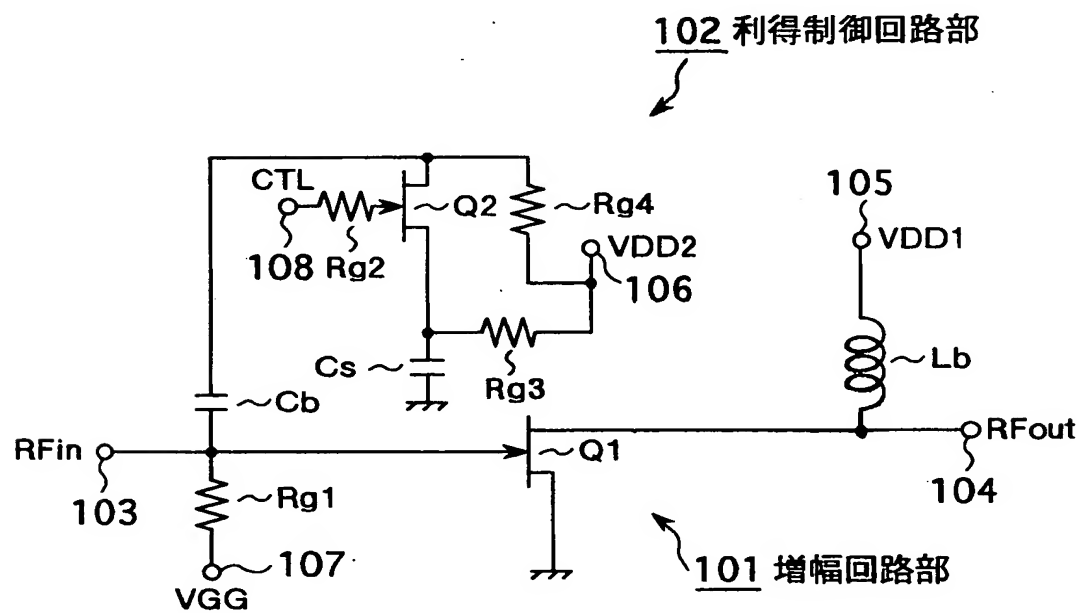 102 利得制御回路部
CTL
Q2
Rg4
105
VDD1
VDD2
108 Rg2
106
Cs
Rg3
Lb
Cb
RFin
Q1
RFout
103
Rg1
104
107
VGG
101 増幅回路部